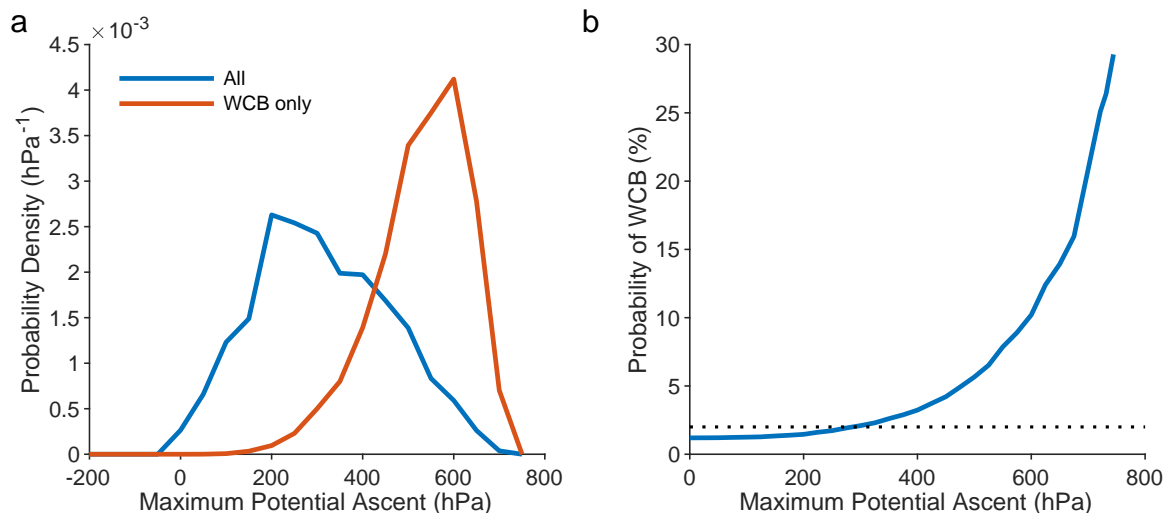 a
× 10-3
4.5
4
3.5
3
2.5
2
1.5
1
0.5
0
Probability Density (hPa-1)
All
WCB only
-200 0 200 400 600 800
Maximum Potential Ascent (hPa)
b
30
25
20
15
10
5
0
Probability of WCB (%)
0 200 400 600 800
Maximum Potential Ascent (hPa)